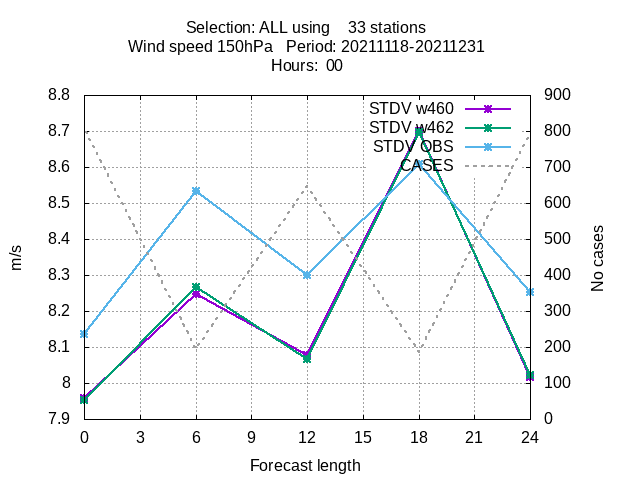 Selection: ALL using    33 stations
Wind speed 150hPa   Period: 20211118-20211231
Hours:  00
8.8
8.7
8.6
8.5
8.4
8.3
8.2
8.1
8
7.9
m/s
STDV w460
STDV w462
STDV OBS
CASES
900
800
700
600
500
400
300
200
100
0
No cases
0 3 6 9 12 15 18 21 24
Forecast length